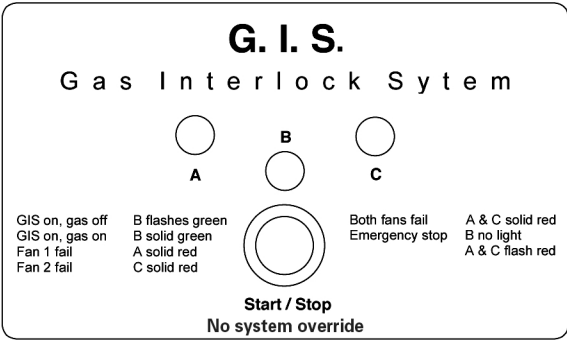 G. I. S.
Gas Interlock Sytem
B
A
C
GIS on, gas off B flashes green
GIS on, gas on B solid green
Fan 1 fail A solid red
Fan 2 fail C solid red
Both fans fail A & C solid red
Emergency stop B no light
A & C flash red
Start / Stop
No system override